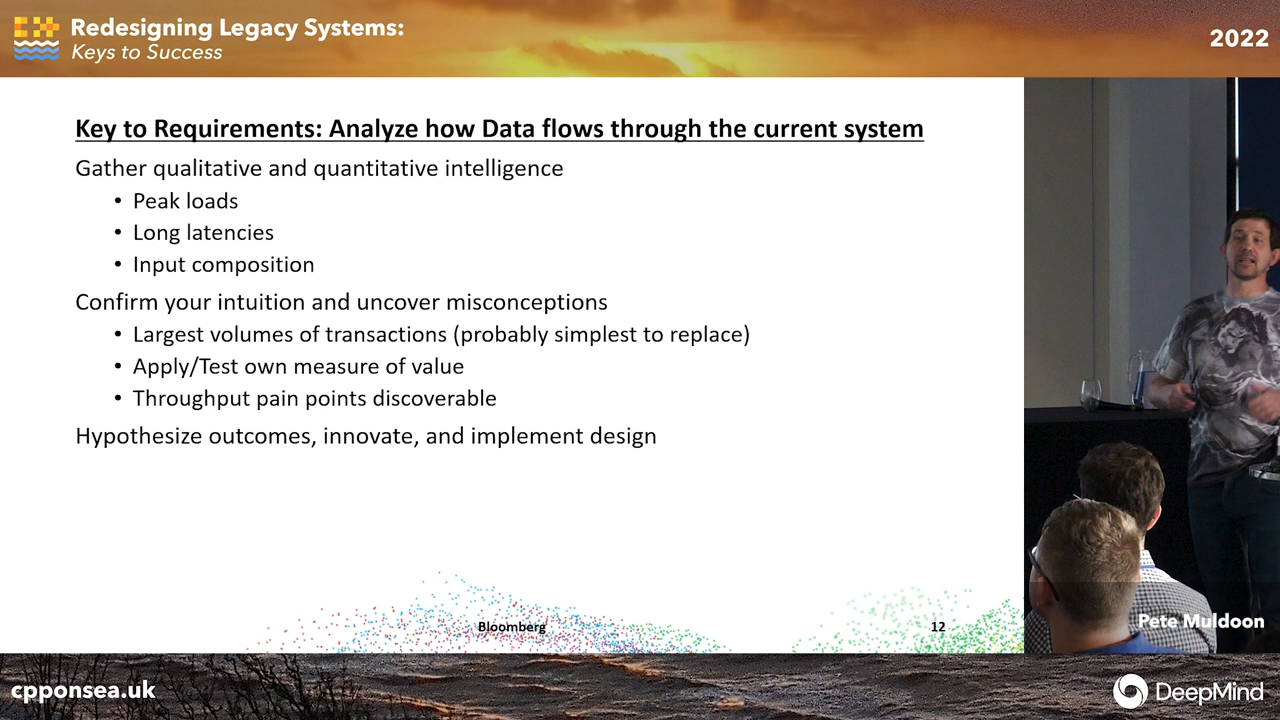 Redesigning Legacy Systems:
Keys to Success
2022
Key to Requirements: Analyze how Data flows through the current system
Gather qualitative and quantitative intelligence
• Peak loads
• Long latencies
• Input composition
Confirm your intuition and uncover misconceptions
• Largest volumes of transactions (probably simplest to replace)
• Apply/Test own measure of value
• Throughput pain points discoverable
Hypothesize outcomes, innovate, and implement design
Bloomberg
12
Pete Muldoon
cpponsea.uk
DeepMind